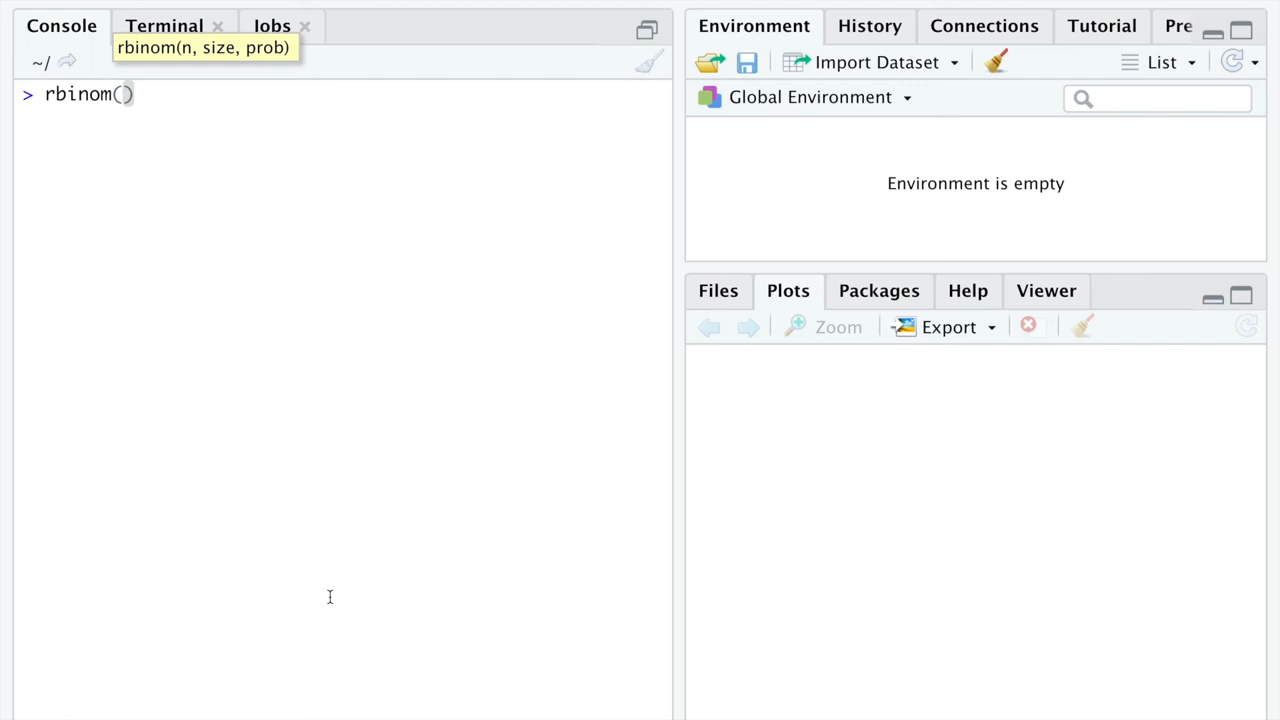 Console Terminal Jobs
rbinom(n, size, prob)
~/
> rbinom()
Environment History Connections Tutorial Pre
Import Dataset List
Global Environment
Environment is empty
Files Plots Packages Help Viewer
Zoom Export